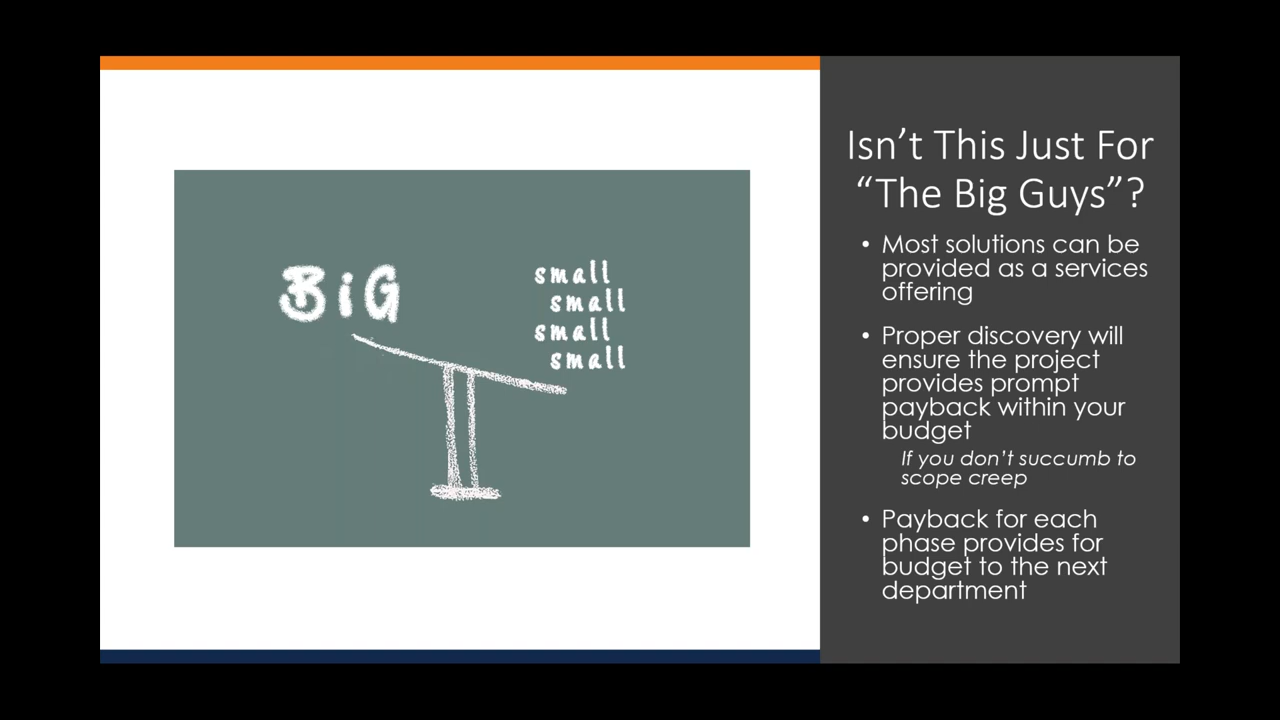 BiG
small
small
small
small
Isn’t This Just For
“The Big Guys”?
• Most solutions can be
provided as a services
offering
• Proper discovery will
ensure the project
provides prompt
payback within your
budget
If you don’t succumb to
scope creep
• Payback for each
phase provides for
budget to the next
department